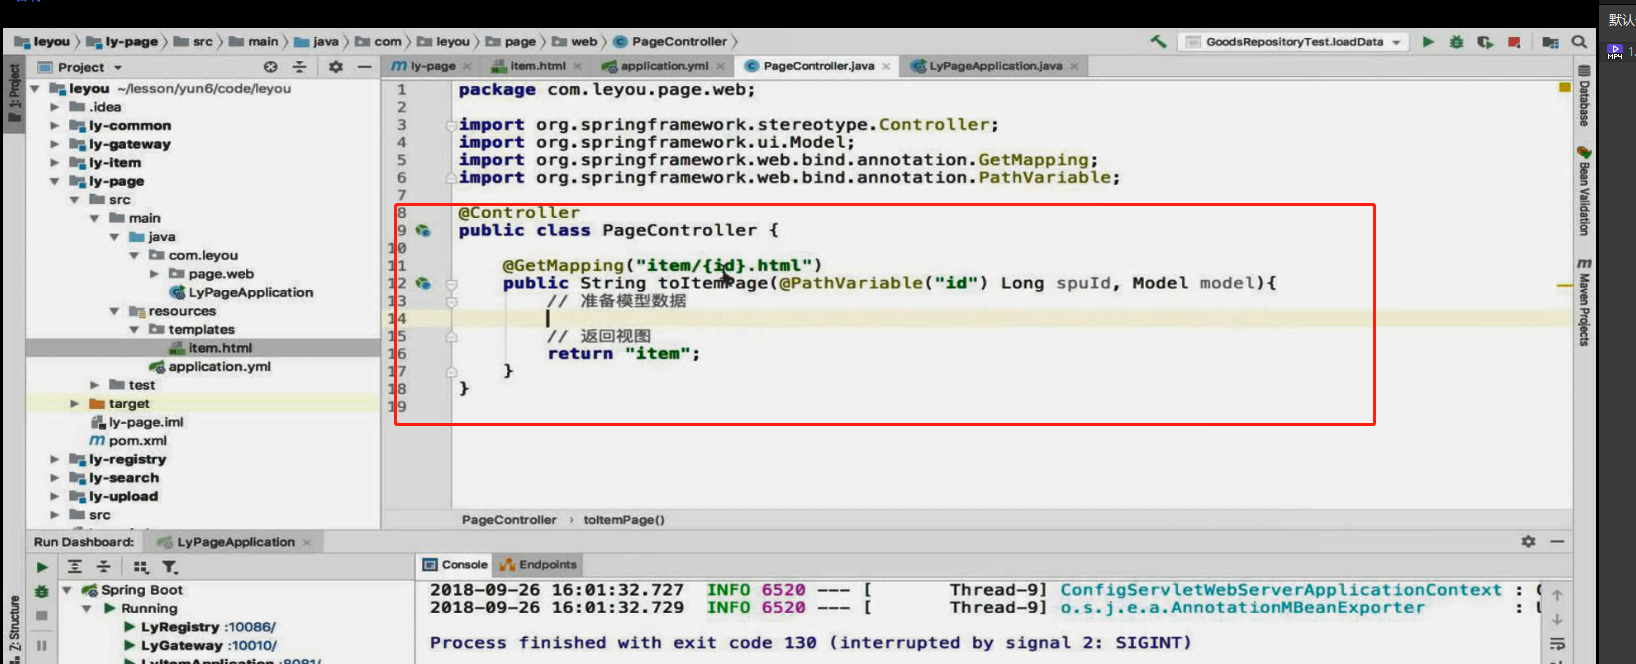 默认
leyou ly-page src main java com leyou page web PageController
GoodsRepositoryTest.loadData
1: Project
Project
ly-page item.html application.yml PageController.java LyPageApplication.java
leyou ~/lesson/yun6/code/leyou
.idea
ly-common
ly-gateway
ly-item
ly-page
src
main
java
com.leyou
page.web
LyPageApplication
resources
templates
item.html
application.yml
test
target
ly-page.iml
pom.xml
ly-registry
ly-search
ly-upload
src
1 package com.leyou.page.web;
2
3 import org.springframework.stereotype.Controller;
4 import org.springframework.ui.Model;
5 import org.springframework.web.bind.annotation.GetMapping;
6 import org.springframework.web.bind.annotation.PathVariable;
7
8 @Controller
9 public class PageController {
10
11 @GetMapping("item/{id}.html")
12 public String toItemPage(@PathVariable("id") Long spuId, Model model){
13 // 准备模型数据
14
15 // 返回视图
16 return "item";
17 }
18 }
19
PageController toItemPage()
Database
Bean Validation
Maven Projects
MP4 1.
Run Dashboard: LyPageApplication
Console Endpoints
Spring Boot
Running
LyRegistry :10086/
LyGateway :10010/
LyItemApplication :8081/
2018-09-26 16:01:32.727 INFO 6520 --- [ Thread-9] ConfigServletWebServerApplicationContext :
2018-09-26 16:01:32.729 INFO 6520 --- [ Thread-9] o.s.j.e.a.AnnotationMBeanExporter :
Process finished with exit code 130 (interrupted by signal 2: SIGINT)
Z: Structure